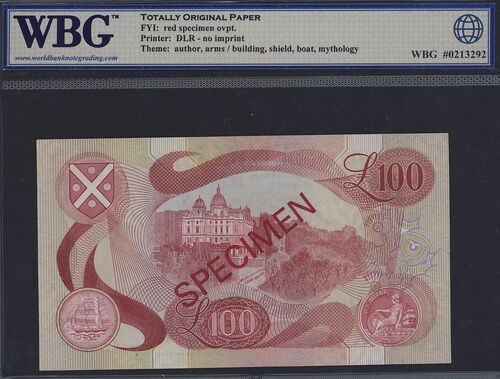 WBG™
www.worldbanknotegrading.com
TOTALLY ORIGINAL PAPER
FYI: red specimen ovpt.
Printer: DLR - no imprint
Theme: author, arms / building, shield, boat, mythology
WBG #0213292
£100
SPECIMEN
£100